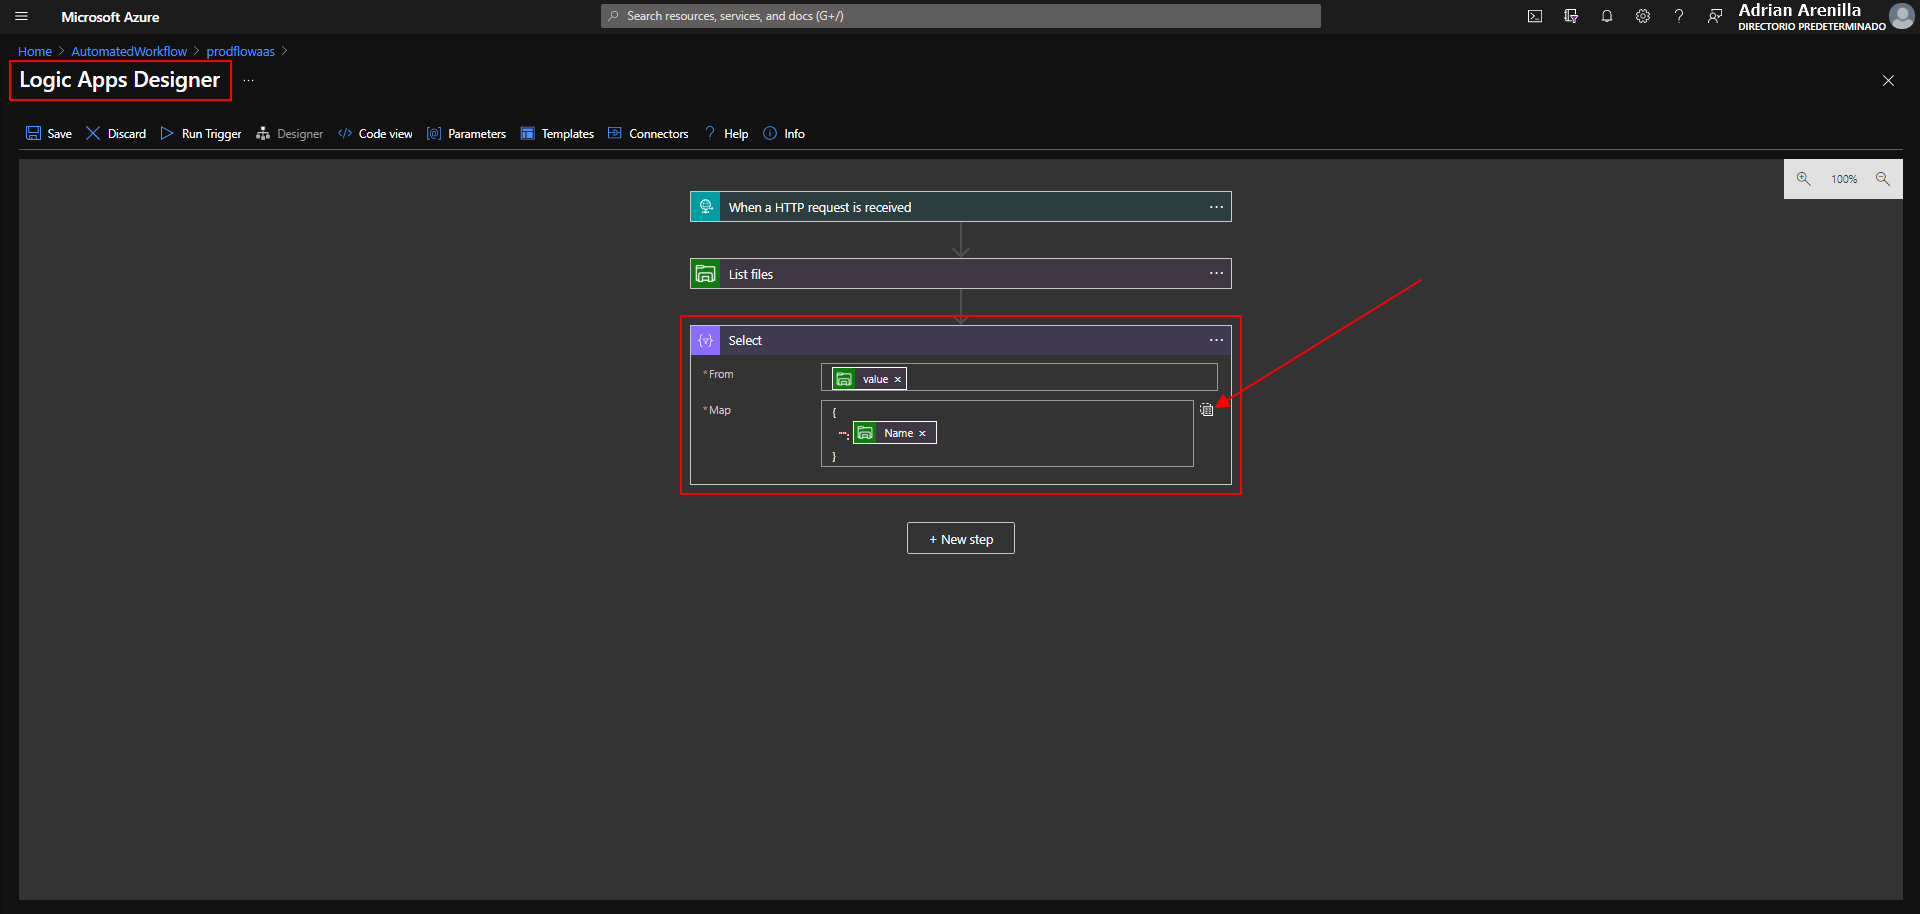 Microsoft Azure
Search resources, services, and docs (G+/)
Adrian Arenilla
DIRECTORIO PREDETERMINADO
Home > AutomatedWorkflow > prodflowaas >
Logic Apps Designer ...
Save Discard Run Trigger Designer Code view Parameters Templates Connectors ? Help Info
100%
When a HTTP request is received
List files
Select
*From
value ×
*Map
{
"": Name ×
}
+ New step